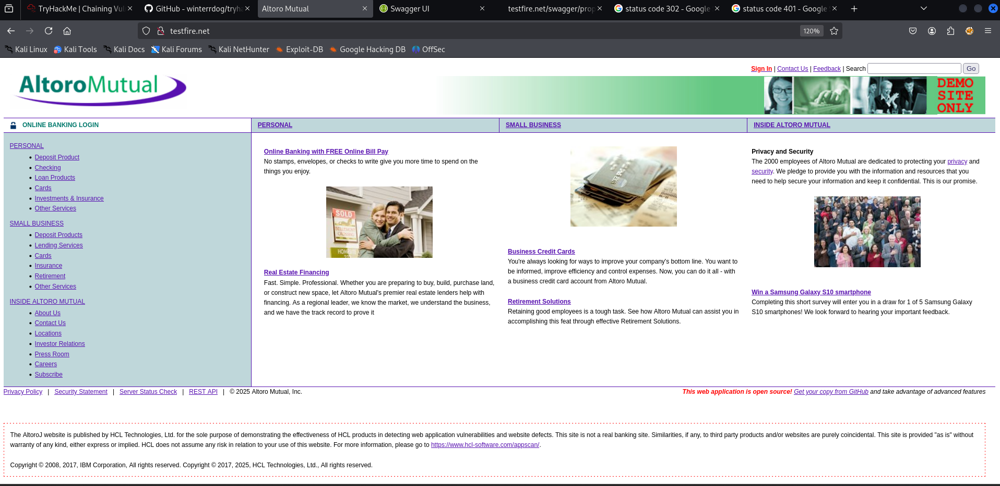 TryHackMe | Chaining Vul
GitHub - winterrdog/tryha
Altoro Mutual
Swagger UI
testfire.net/swagger/prop
status code 302 - Google
status code 401 - Google
testfire.net
120%
Kali Linux
Kali Tools
Kali Docs
Kali Forums
Kali NetHunter
Exploit-DB
Google Hacking DB
OffSec
Sign In | Contact Us | Feedback | Search
Go
AltoroMutual
DEMO
SITE
ONLY
ONLINE BANKING LOGIN
PERSONAL
SMALL BUSINESS
INSIDE ALTORO MUTUAL
PERSONAL
Deposit Product
Checking
Loan Products
Cards
Investments & Insurance
Other Services
SMALL BUSINESS
Deposit Products
Lending Services
Cards
Insurance
Retirement
Other Services
INSIDE ALTORO MUTUAL
About Us
Contact Us
Locations
Investor Relations
Press Room
Careers
Subscribe
Online Banking with FREE Online Bill Pay
No stamps, envelopes, or checks to write give you more time to spend on the
things you enjoy.
SOLD
Real Estate Financing
Fast. Simple. Professional. Whether you are preparing to buy, build, purchase land,
or construct new space, let Altoro Mutual's premier real estate lenders help with
financing. As a regional leader, we know the market, we understand the business,
and we have the track record to prove it
Business Credit Cards
You're always looking for ways to improve your company's bottom line. You want to
be informed, improve efficiency and control expenses. Now, you can do it all - with
a business credit card account from Altoro Mutual.
Retirement Solutions
Retaining good employees is a tough task. See how Altoro Mutual can assist you in
accomplishing this feat through effective Retirement Solutions.
Privacy and Security
The 2000 employees of Altoro Mutual are dedicated to protecting your privacy and
security. We pledge to provide you with the information and resources that you
need to help secure your information and keep it confidential. This is our promise.
Win a Samsung Galaxy S10 smartphone
Completing this short survey will enter you in a draw for 1 of 5 Samsung Galaxy
S10 smartphones! We look forward to hearing your important feedback.
Privacy Policy | Security Statement | Server Status Check | REST API | © 2025 Altoro Mutual, Inc.
This web application is open source! Get your copy from GitHub and take advantage of advanced features
The AltoroJ website is published by HCL Technologies, Ltd. for the sole purpose of demonstrating the effectiveness of HCL products in detecting web application vulnerabilities and website defects. This site is not a real banking site. Similarities, if any, to third party products and/or websites are purely coincidental. This site is provided "as is" without
warranty of any kind, either express or implied. HCL does not assume any risk in relation to your use of this website. For more information, please go to https://www.hcl-software.com/appscan/.
Copyright © 2008, 2017, IBM Corporation, All rights reserved. Copyright © 2017, 2025, HCL Technologies, Ltd., All rights reserved.